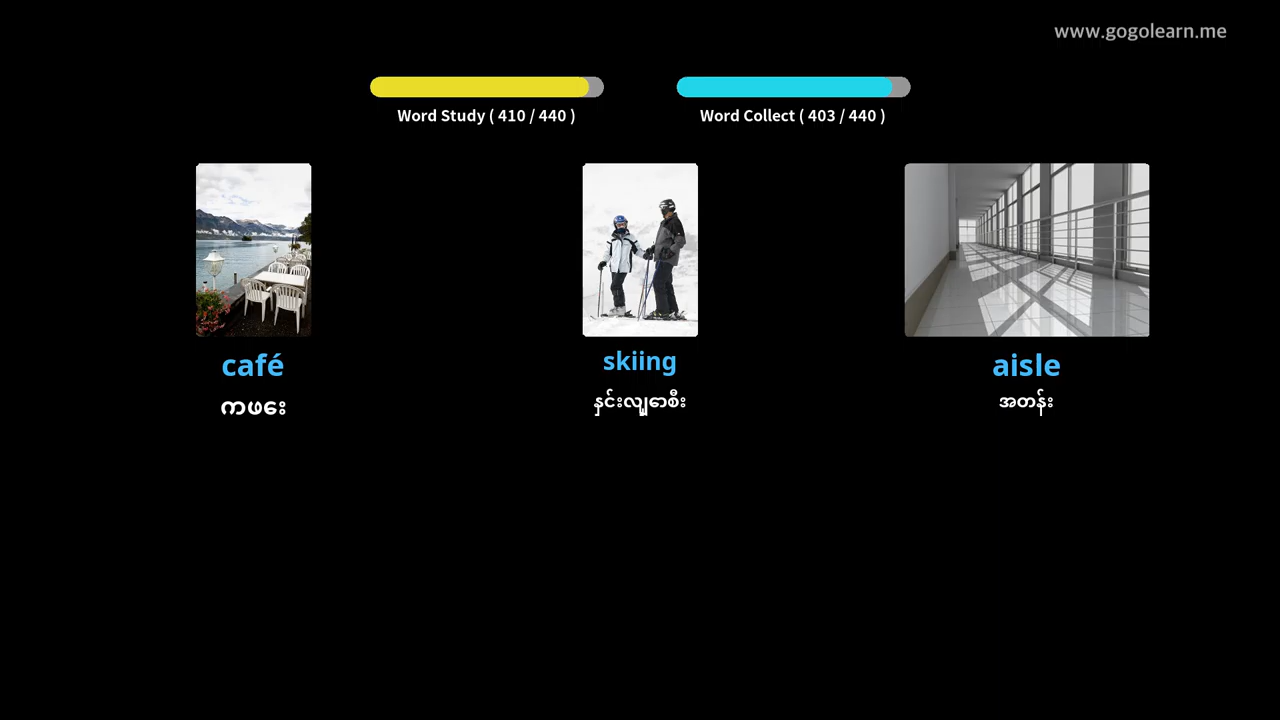 www.gogolearn.me
Word Study ( 410 / 440 )
Word Collect ( 403 / 440 )
café
ကဖေး
skiing
နှင်းလျှောစီး
aisle
အတန်း